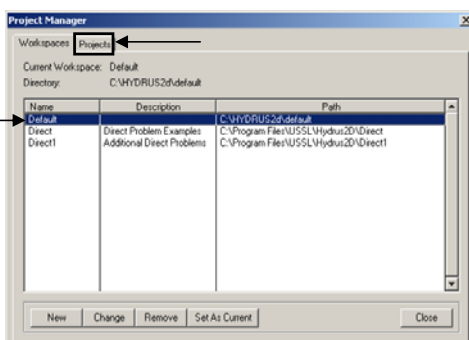 Project Manager
Workspaces Projects
Current Workspace: Default
Directory: C:\HYDRUS2d\default
Name Description Path
Default C:\HYDRUS2d\default
Direct Direct Problem Examples C:\Program Files\USSL\Hydrus2D\Direct
Direct1 Additional Direct Problems C:\Program Files\USSL\Hydrus2D\Direct1
New Change Remove Set As Current Close